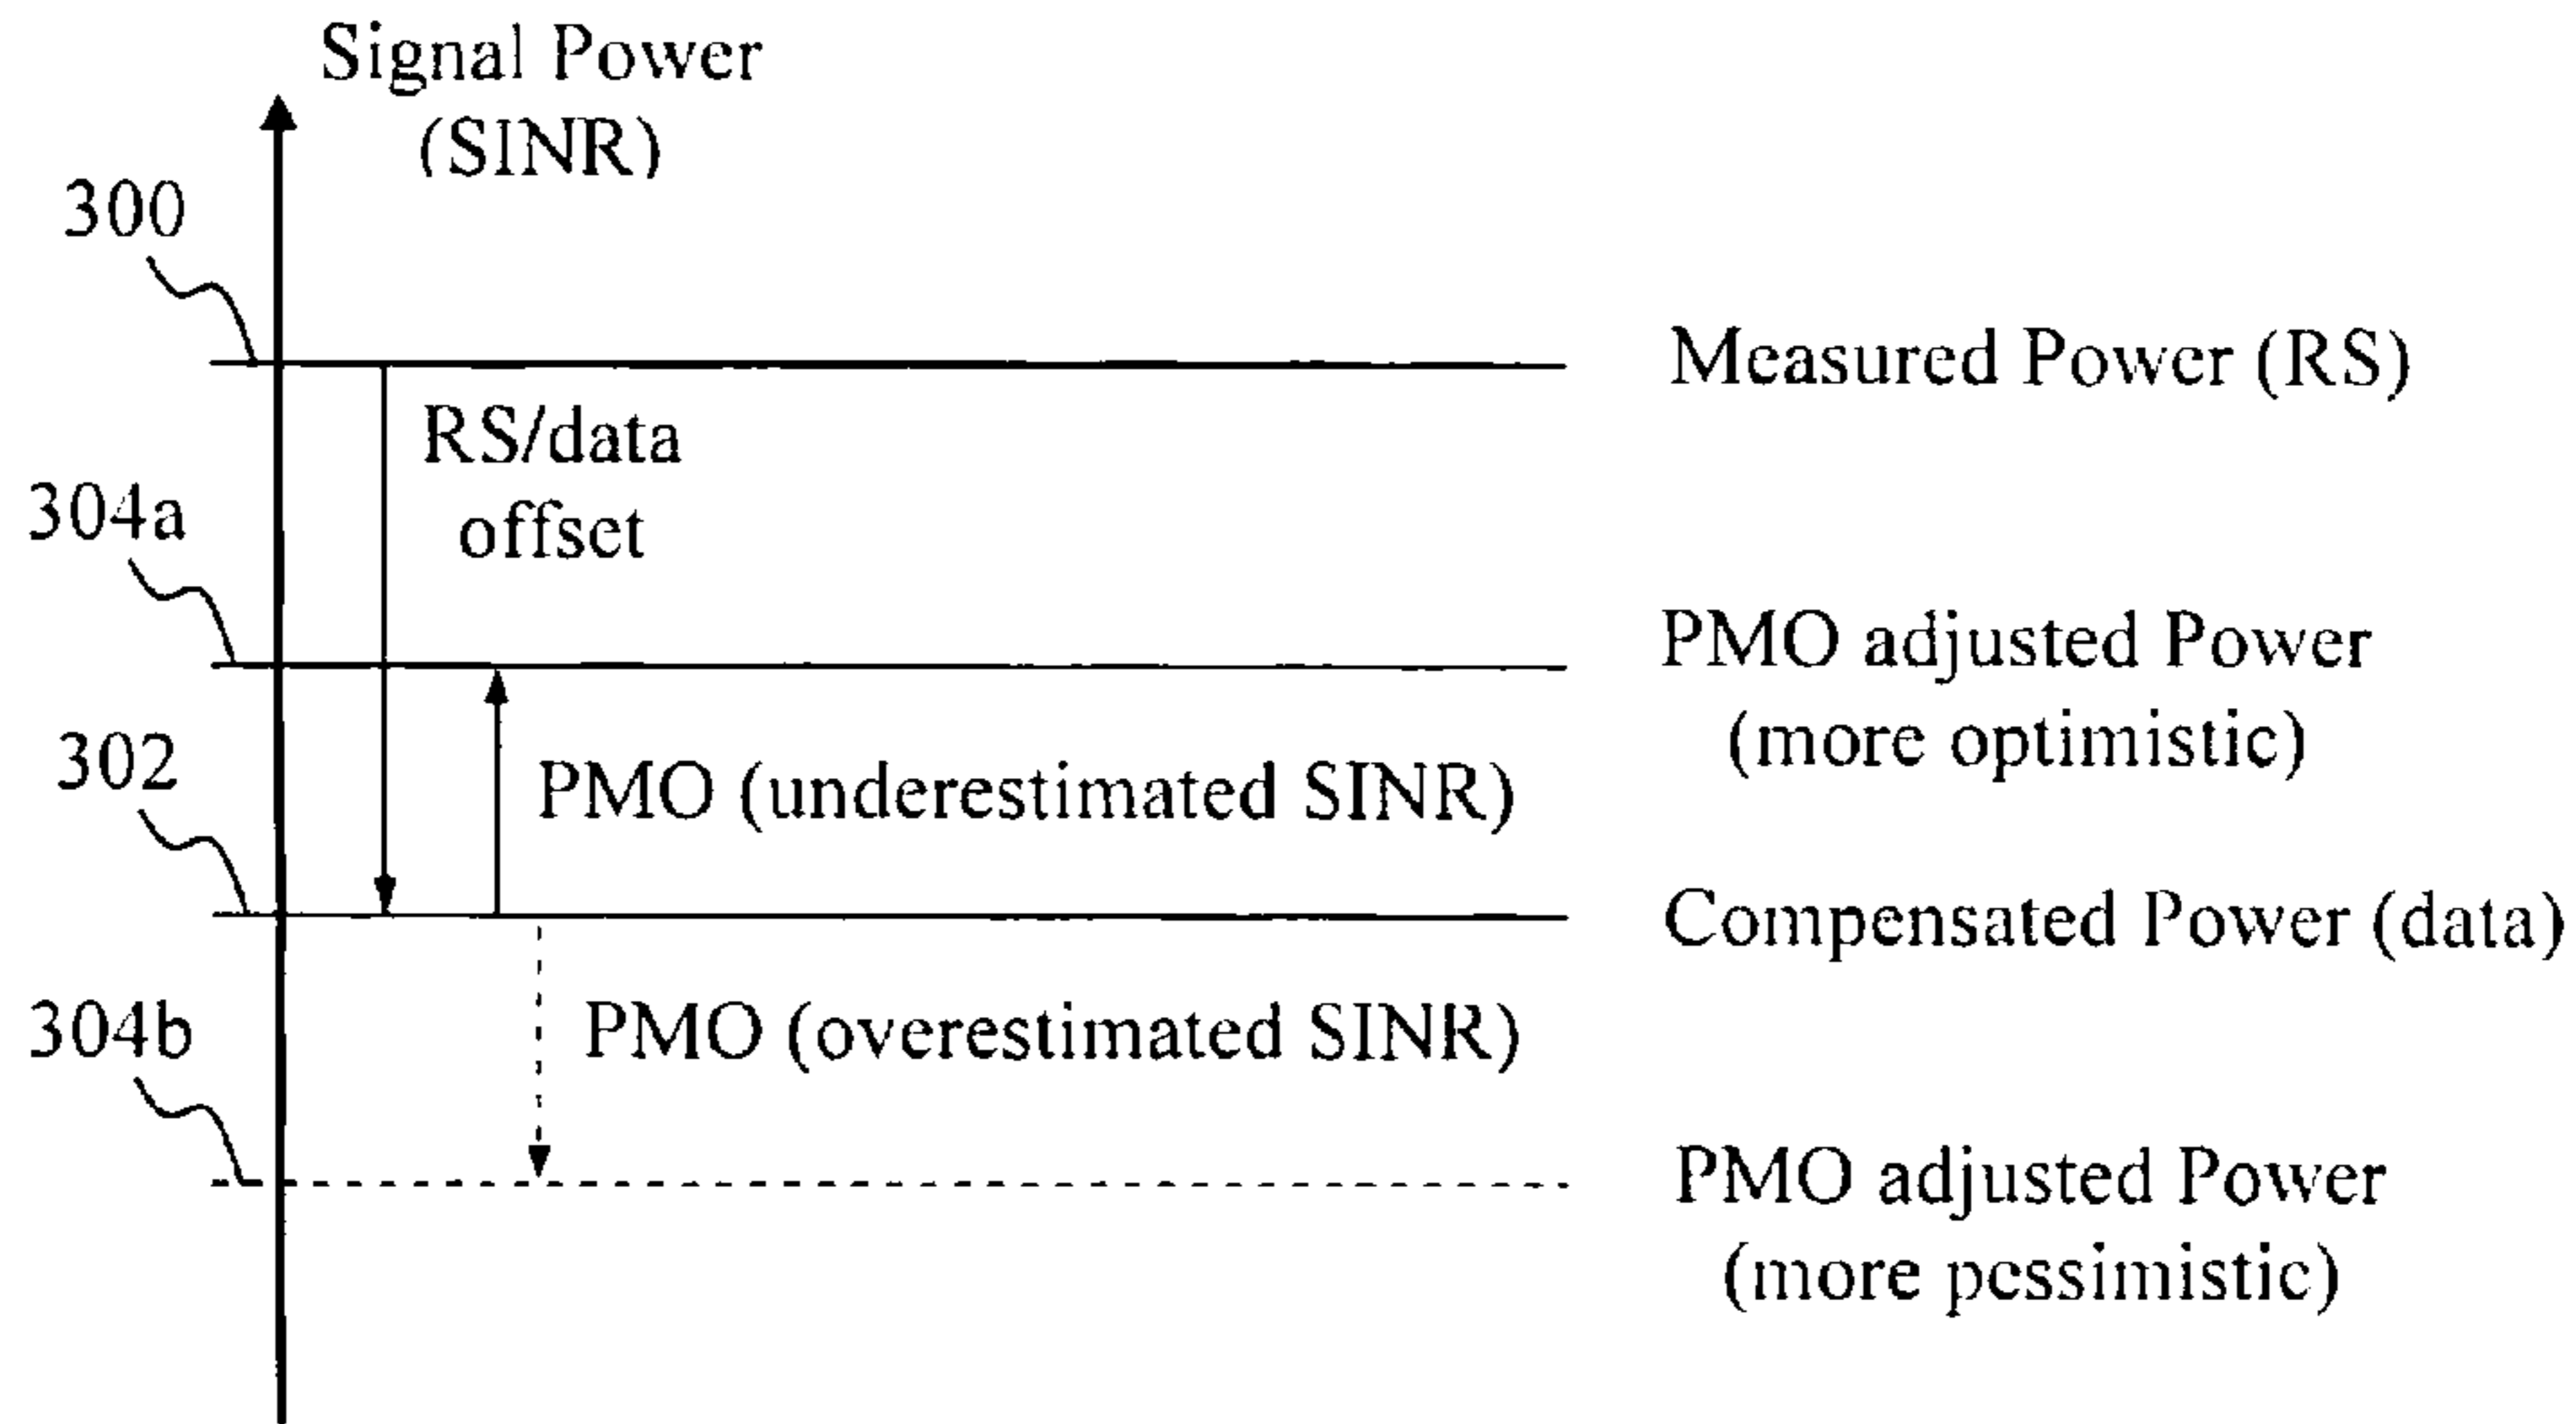 Signal Power
(SINR)
300
Measured Power (RS)
RS/data
offset
304a
PMO adjusted Power
(more optimistic)
302
PMO (underestimated SINR)
Compensated Power (data)
304b
PMO (overestimated SINR)
PMO adjusted Power
(more pessimistic)